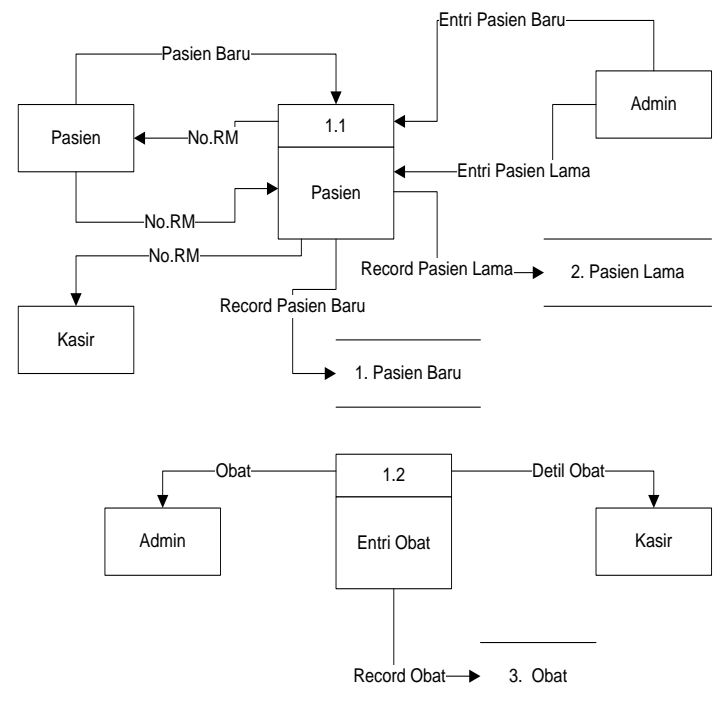 Entri Pasien Baru
Pasien Baru
Admin
Pasien
No.RM
1.1
Entri Pasien Lama
Pasien
No.RM
No.RM
Record Pasien Lama
2. Pasien Lama
Record Pasien Baru
Kasir
1. Pasien Baru
Obat
1.2
Detil Obat
Admin
Entri Obat
Kasir
Record Obat
3. Obat